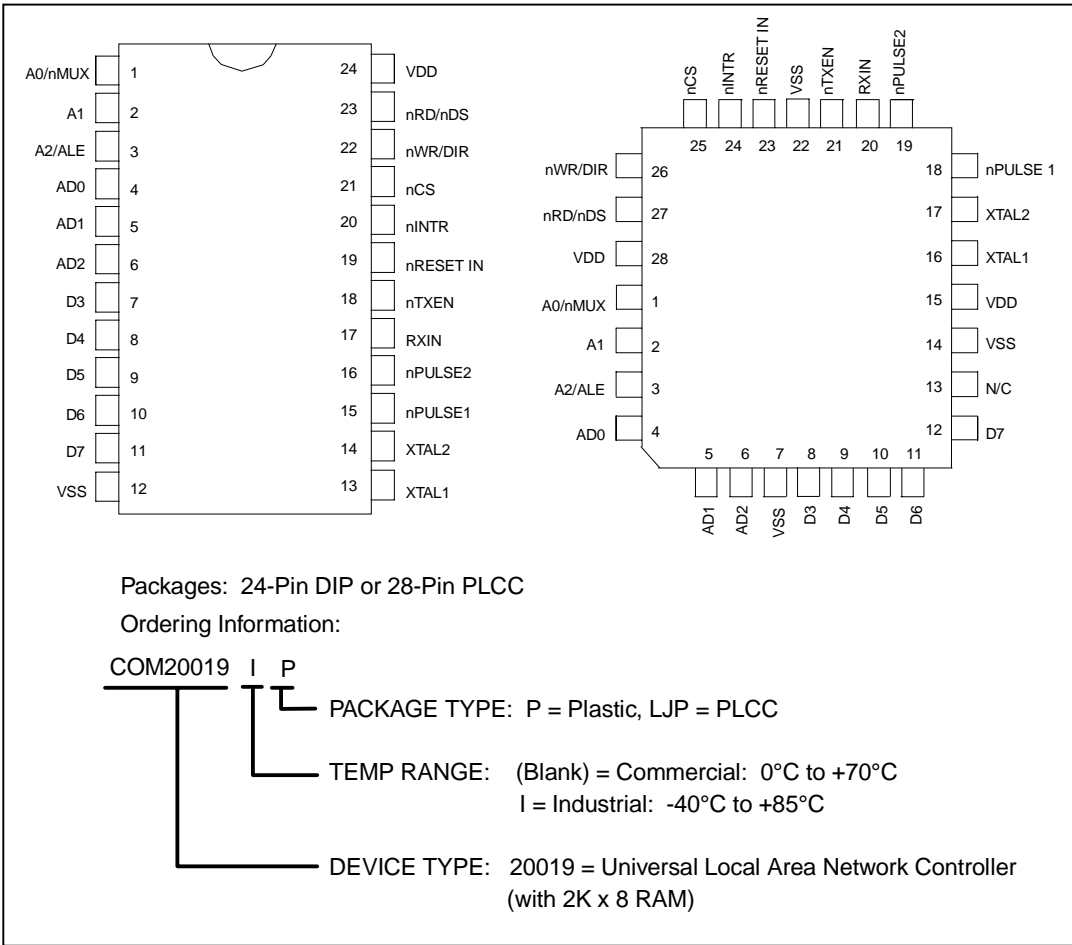 A0/nMUX 1
A1 2
A2/ALE 3
AD0 4
AD1 5
AD2 6
D3 7
D4 8
D5 9
D6 10
D7 11
VSS 12
24 VDD
23 nRD/nDS
22 nWR/DIR
21 nCS
20 nINTR
19 nRESET IN
18 nTXEN
17 RXIN
16 nPULSE2
15 nPULSE1
14 XTAL2
13 XTAL1
nCS nINTR nRESET IN VSS nTXEN RXIN nPULSE2
25 24 23 22 21 20 19
nWR/DIR 26
nRD/nDS 27
VDD 28
A0/nMUX 1
A1 2
A2/ALE 3
AD0 4
18 nPULSE 1
17 XTAL2
16 XTAL1
15 VDD
14 VSS
13 N/C
12 D7
5 6 7 8 9 10 11
AD1 AD2 VSS D3 D4 D5 D6
Packages: 24-Pin DIP or 28-Pin PLCC
Ordering Information:
COM20019 I P
PACKAGE TYPE: P = Plastic, LJP = PLCC
TEMP RANGE: (Blank) = Commercial: 0°C to +70°C
I = Industrial: -40°C to +85°C
DEVICE TYPE: 20019 = Universal Local Area Network Controller
(with 2K x 8 RAM)